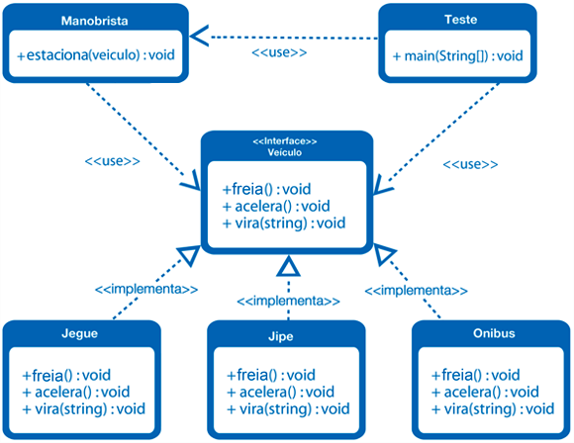 Manobrista
+estaciona(veiculo) : void
Teste
+ main(String[]) : void
<<use>>
<<use>>
<<use>>
<<Interface>>
Veículo
+freia() : void
+ acelera() : void
+ vira(string) : void
<<implementa>>
<<implementa>>
<<implementa>>
Jegue
+freia() : void
+ acelera() : void
+ vira(string) : void
Jipe
+freia() : void
+ acelera() : void
+ vira(string) : void
Onibus
+freia() : void
+ acelera() : void
+ vira(string) : void